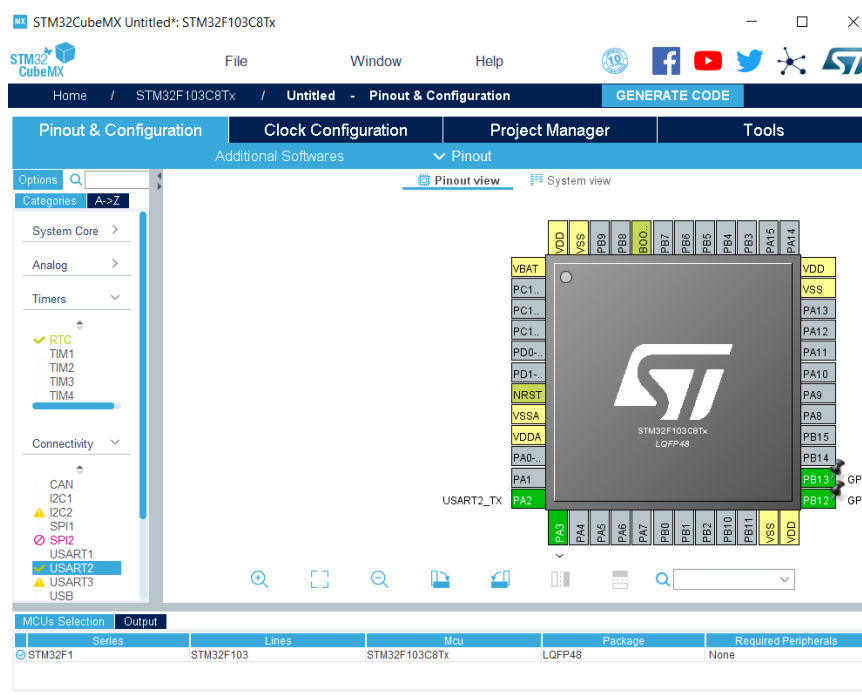 MX STM32CubeMX Untitled*: STM32F103C8Tx
STM32 CubeMX File Window Help 10 ST
Home / STM32F103C8Tx / Untitled - Pinout & Configuration GENERATE CODE
Pinout & Configuration Clock Configuration Project Manager Tools
Additional Softwares Pinout
Options
Pinout view System view
Categories A->Z
System Core
Analog
Timers
RTC
TIM1
TIM2
TIM3
TIM4
Connectivity
CAN
I2C1
I2C2
SPI1
SPI2
USART1
USART2
USART3
USB
VDD VSS PB9 PB8 BOO.. PB7 PB6 PB5 PB4 PB3 PA15 PA14
VBAT VDD
PC1.. VSS
PC1.. PA13
PC1.. PA12
PD0-.. PA11
PD1-.. PA10
NRST PA9
VSSA PA8
VDDA PB15
PA0-.. PB14
PA1 PB13 GP
USART2_TX PA2 PB12 GP
ST
STM32F103C8Tx
LQFP48
PA3 PA4 PA5 PA6 PA7 PB0 PB1 PB2 PB10 PB11 VSS VDD
MCUs Selection Output
Series Lines Mcu Package Required Peripherals
STM32F1 STM32F103 STM32F103C8Tx LQFP48 None